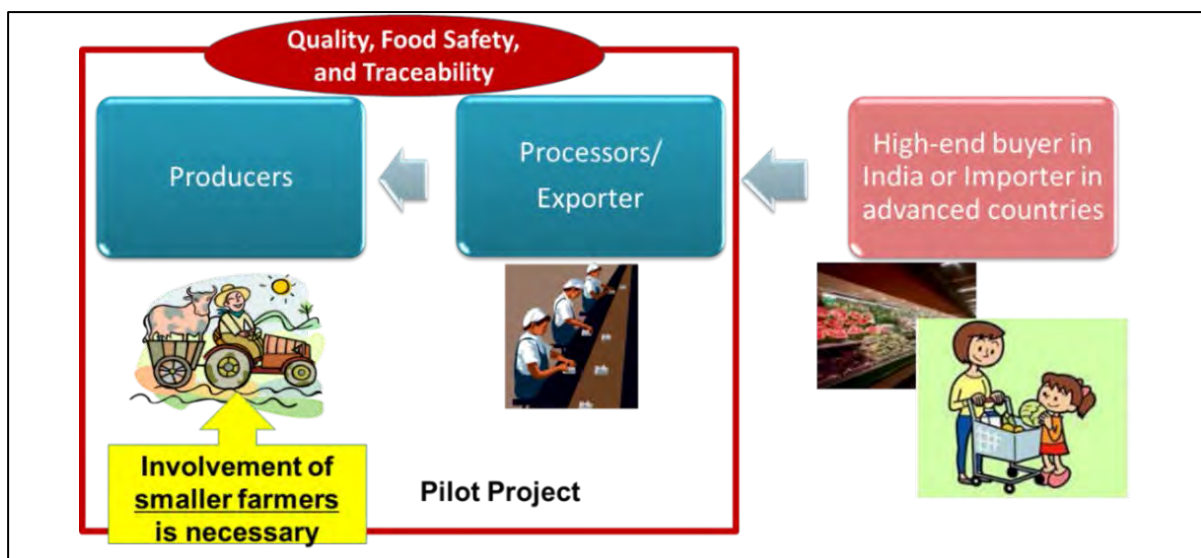 Quality, Food Safety,
and Traceability
Producers
Processors/
Exporter
High-end buyer in
India or Importer in
advanced countries
Involvement of
smaller farmers
is necessary
Pilot Project